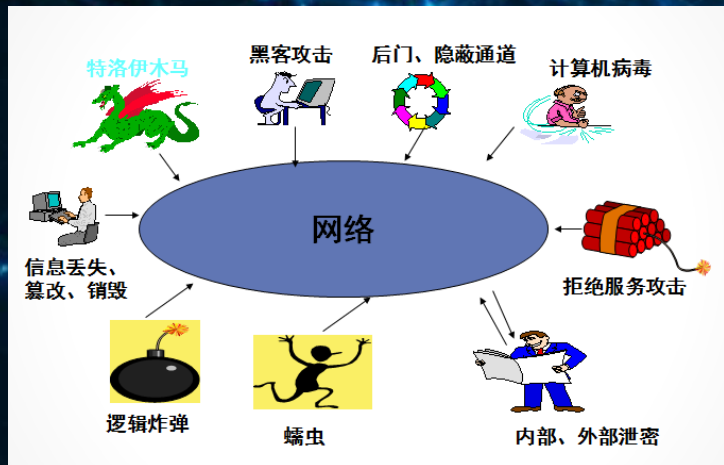 特洛伊木马
黑客攻击
后门、隐蔽通道
计算机病毒
网络
信息丢失、
篡改、销毁
拒绝服务攻击
逻辑炸弹
蠕虫
内部、外部泄密